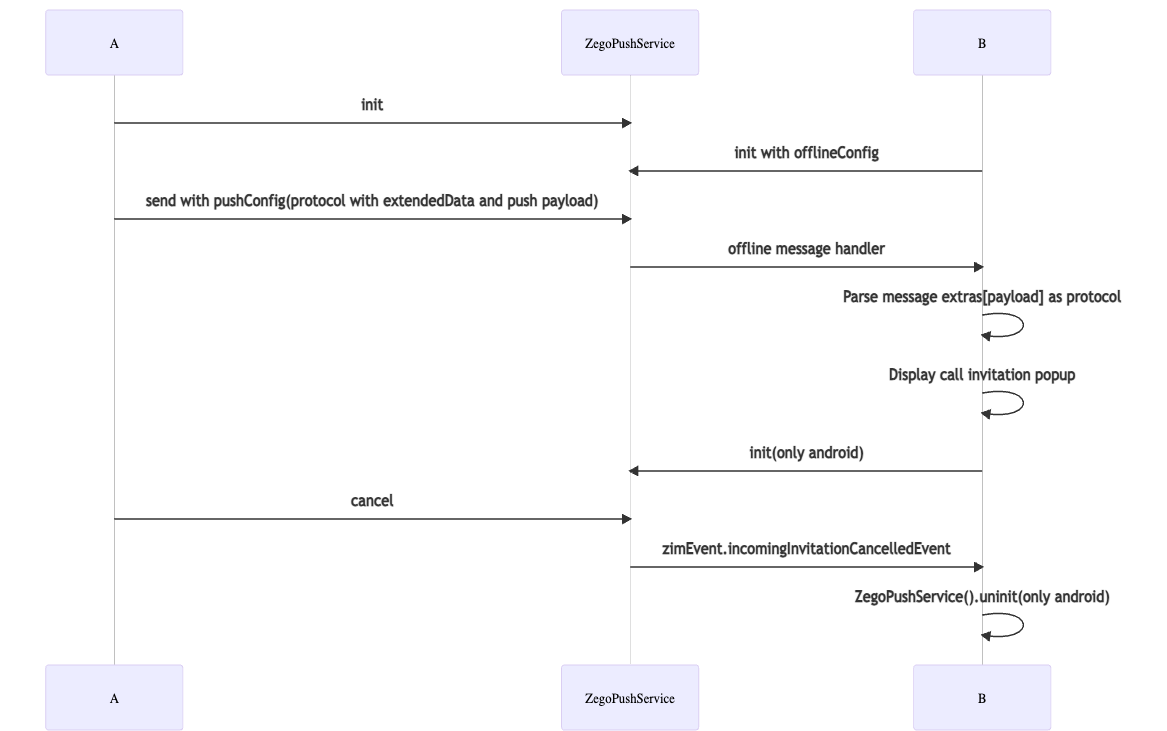 A
ZegoPushService
B
init
init with offlineConfig
send with pushConfig(protocol with extendedData and push payload)
offline message handler
Parse message extras[payload] as protocol
Display call invitation popup
init(only android)
cancel
zimEvent.incomingInvitationCancelledEvent
ZegoPushService().uninit(only android)
A
ZegoPushService
B